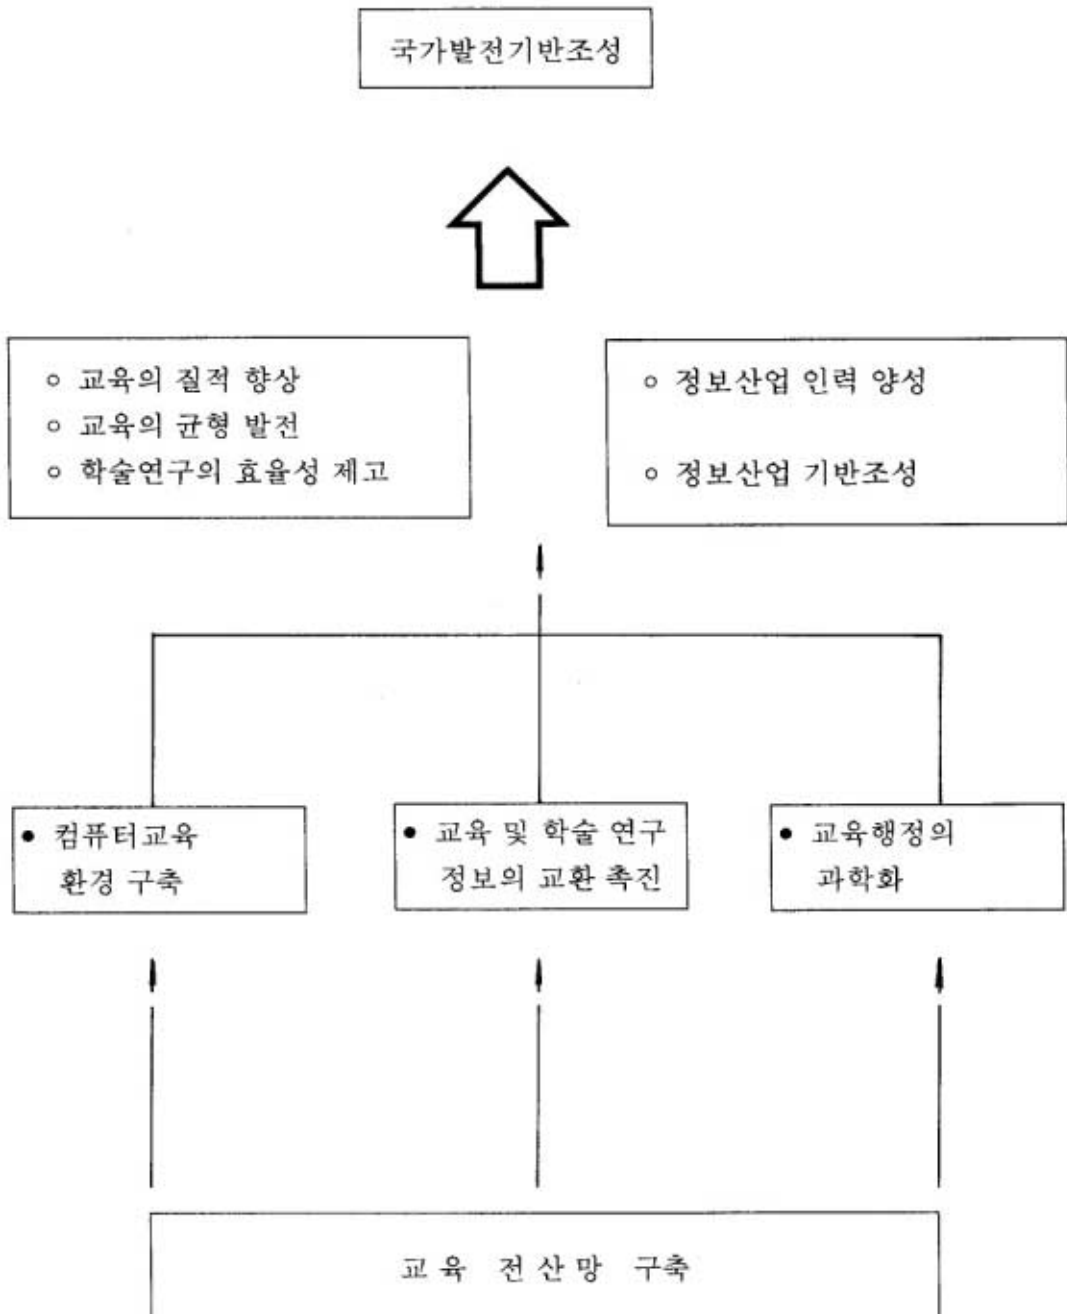 국가발전기반조성
○ 교육의 질적 향상
○ 교육의 균형 발전
○ 학술연구의 효율성 제고
○ 정보산업 인력 양성
○ 정보산업 기반조성
● 컴퓨터교육
환경 구축
● 교육 및 학술 연구
정보의 교환 촉진
● 교육행정의
과학화
교육 전산망 구축